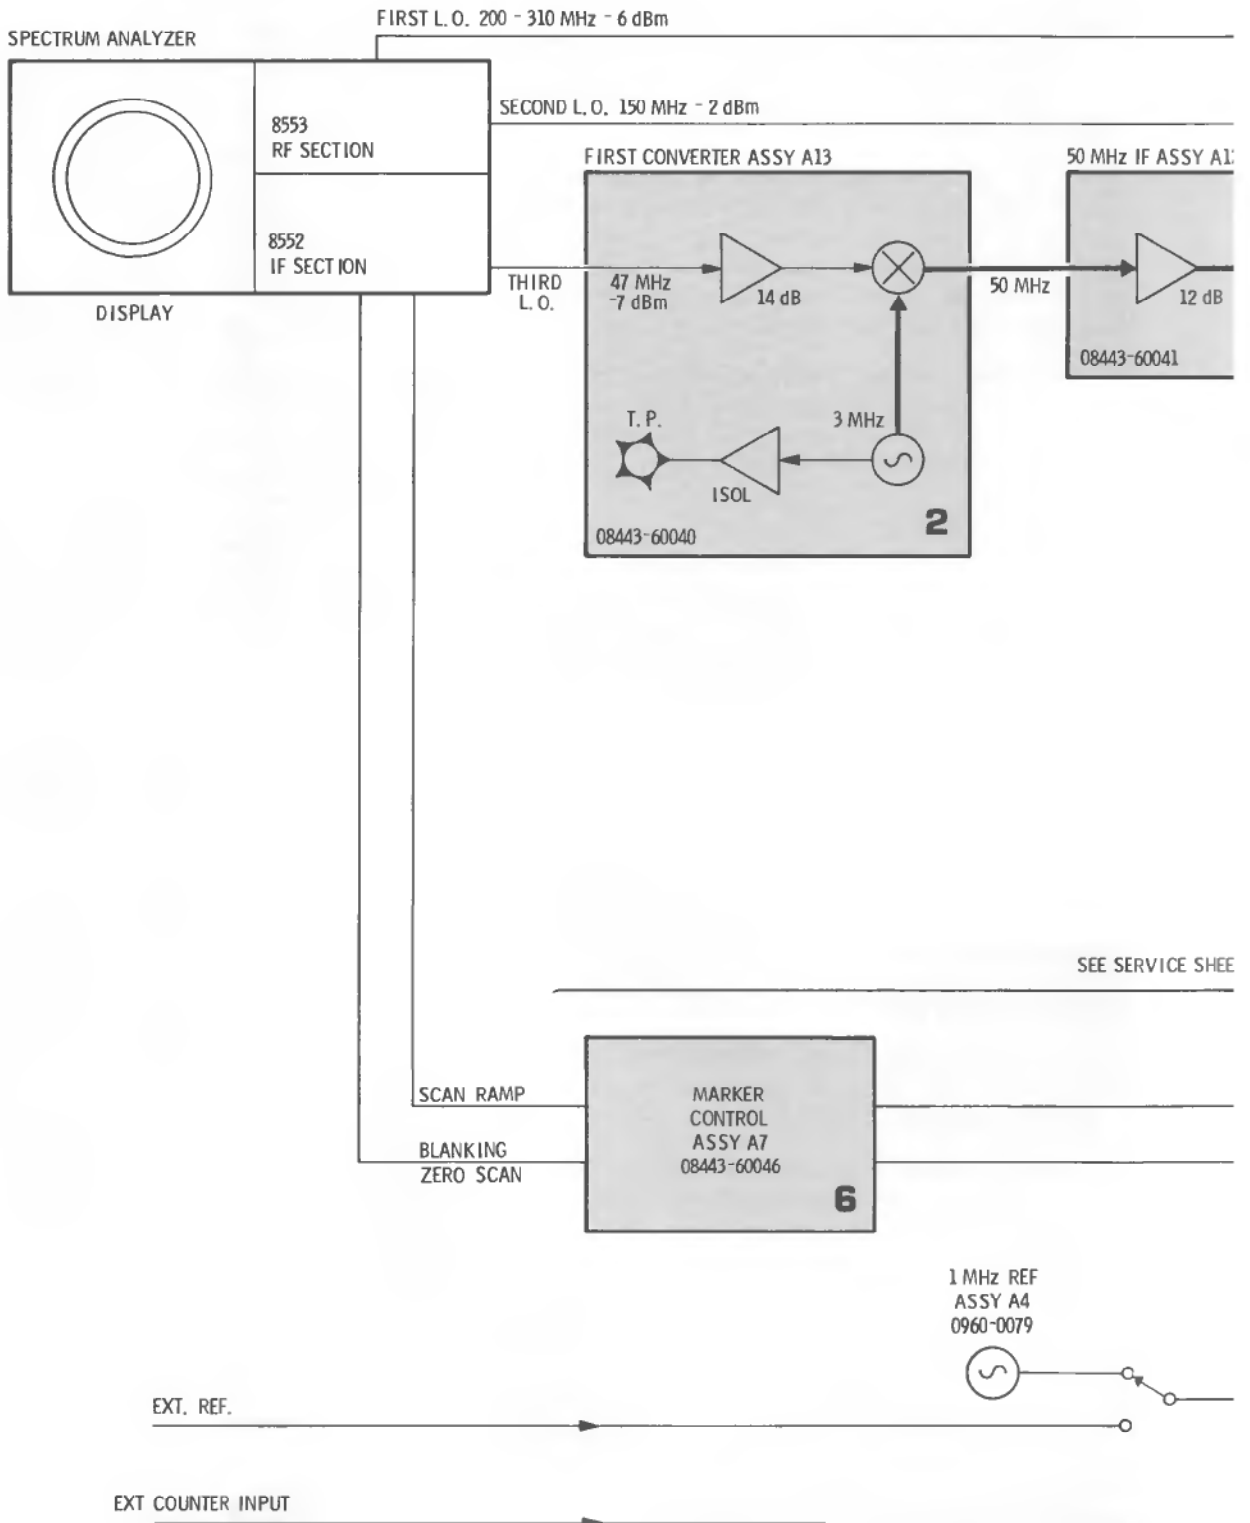 FIRST L.O. 200 - 310 MHz - 6 dBm
SPECTRUM ANALYZER
8553
RF SECTION
SECOND L.O. 150 MHz - 2 dBm
FIRST CONVERTER ASSY A13
50 MHz IF ASSY
8552
IF SECTION
DISPLAY
THIRD
L.O.
47 MHz
-7 dBm
14 dB
50 MHz
12 dB
08443-60041
T.P.
3 MHz
ISOL
08443-60040
2
SEE SERVICE
SCAN RAMP
BLANKING
ZERO SCAN
MARKER
CONTROL
ASSY A7
08443-60046
6
1 MHz REF
ASSY A4
0960-0079
EXT. REF.
EXT COUNTER INPUT